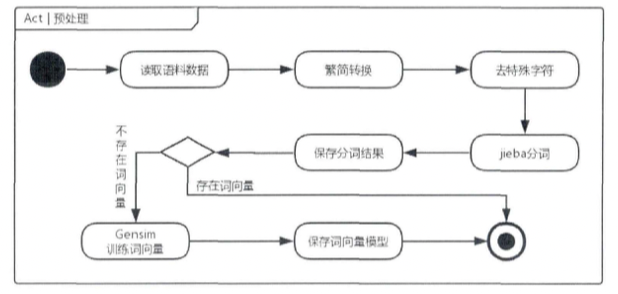 Act | 预处理
读取语料数据
繁简转换
去特殊字符
jieba分词
保存分词结果
不存在词向量
存在词向量
Gensim
训练词向量
保存词向量模型